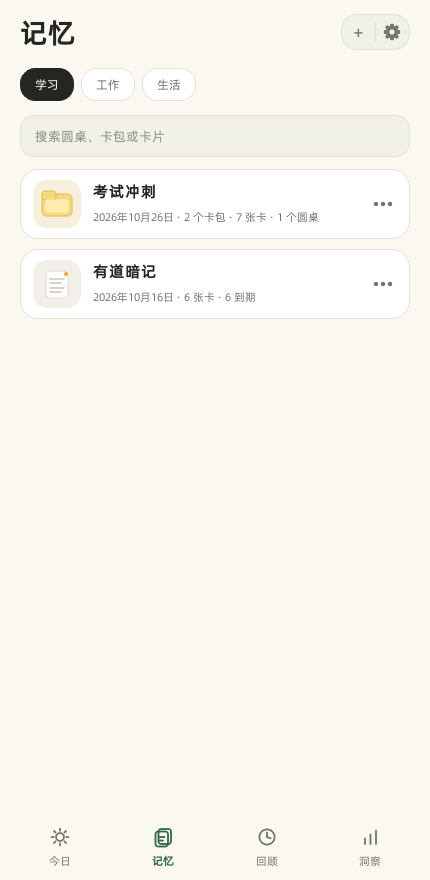 记忆
+
学习 工作 生活
搜索圆桌、卡包或卡片
考试冲刺
2026年10月26日 · 2 个卡包 · 7 张卡 · 1 个圆桌
有道暗记
2026年10月16日 · 6 张卡 · 6 到期
今日 记忆 回顾 洞察